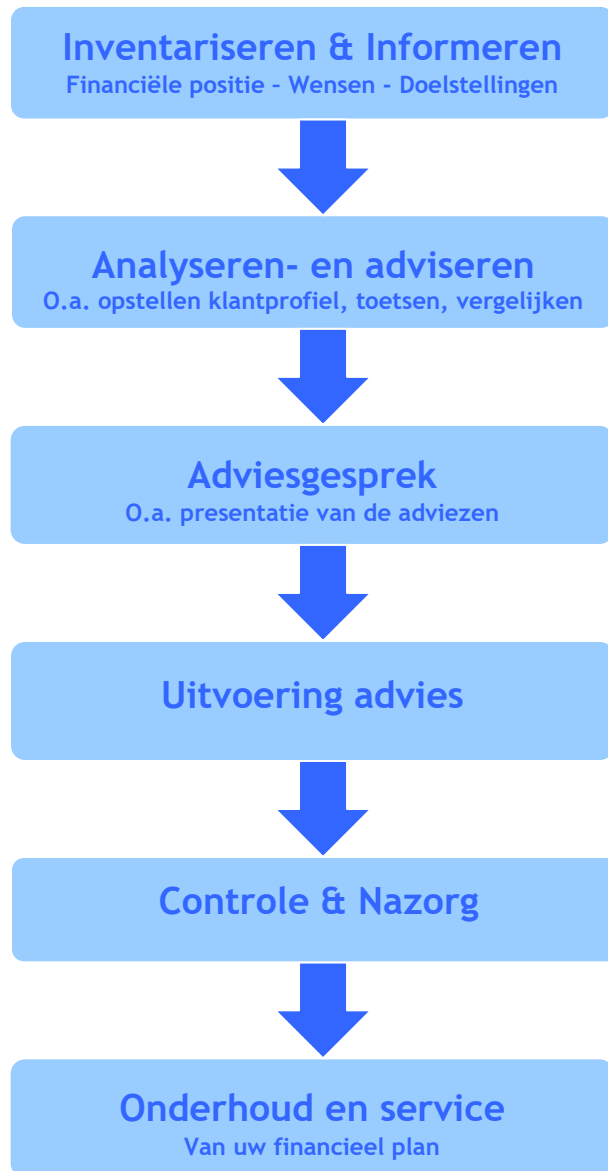 Inventariseren & Informeren
Financiële positie – Wensen - Doelstellingen
Analyseren- en adviseren
O.a. opstellen klantprofiel, toetsen, vergelijken
Adviesgesprek
O.a. presentatie van de adviezen
Uitvoering advies
Controle & Nazorg
Onderhoud en service
Van uw financieel plan